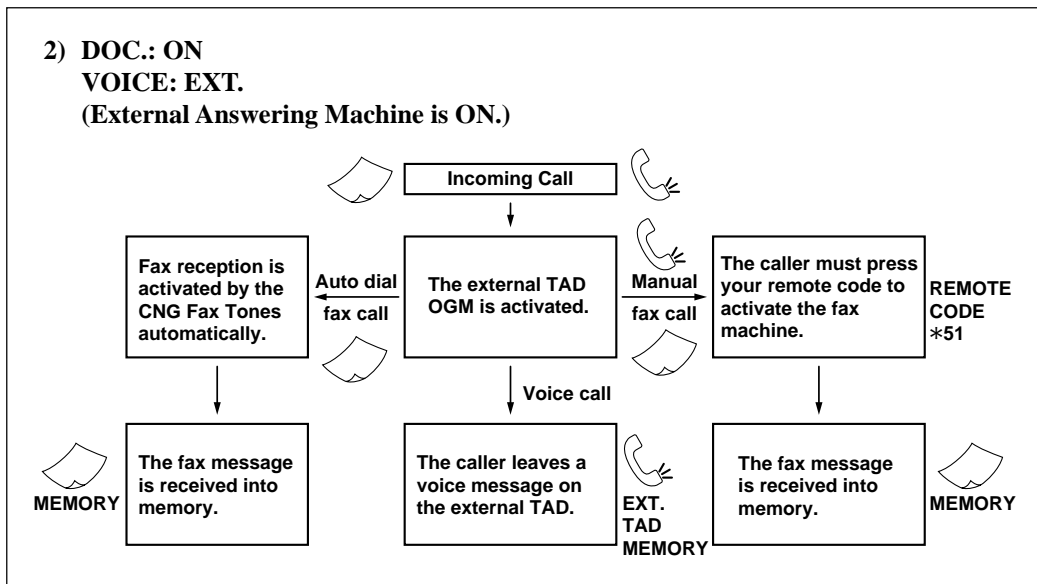 2) DOC.: ON
VOICE: EXT.
(External Answering Machine is ON.)
Incoming Call
Fax reception is
activated by the
CNG Fax Tones
automatically.
Auto dial
fax call
The external TAD
OGM is activated.
Manual
fax call
The caller must press
your remote code to
activate the fax
machine.
REMOTE
CODE
*51
Voice call
MEMORY
The fax message
is received into
memory.
The caller leaves a
voice message on
the external TAD.
EXT.
TAD
MEMORY
The fax message
is received into
memory.
MEMORY